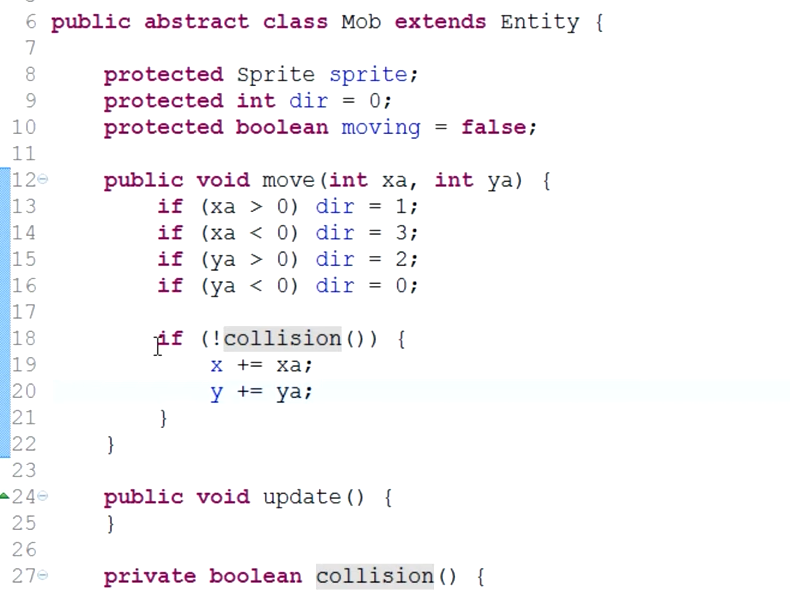 6 public abstract class Mob extends Entity {
7
8 protected Sprite sprite;
9 protected int dir = 0;
10 protected boolean moving = false;
11
12 public void move(int xa, int ya) {
13 if (xa > 0) dir = 1;
14 if (xa < 0) dir = 3;
15 if (ya > 0) dir = 2;
16 if (ya < 0) dir = 0;
17
18 if (!collision()) {
19 x += xa;
20 y += ya;
21 }
22 }
23
24 public void update() {
25 }
26
27 private boolean collision() {